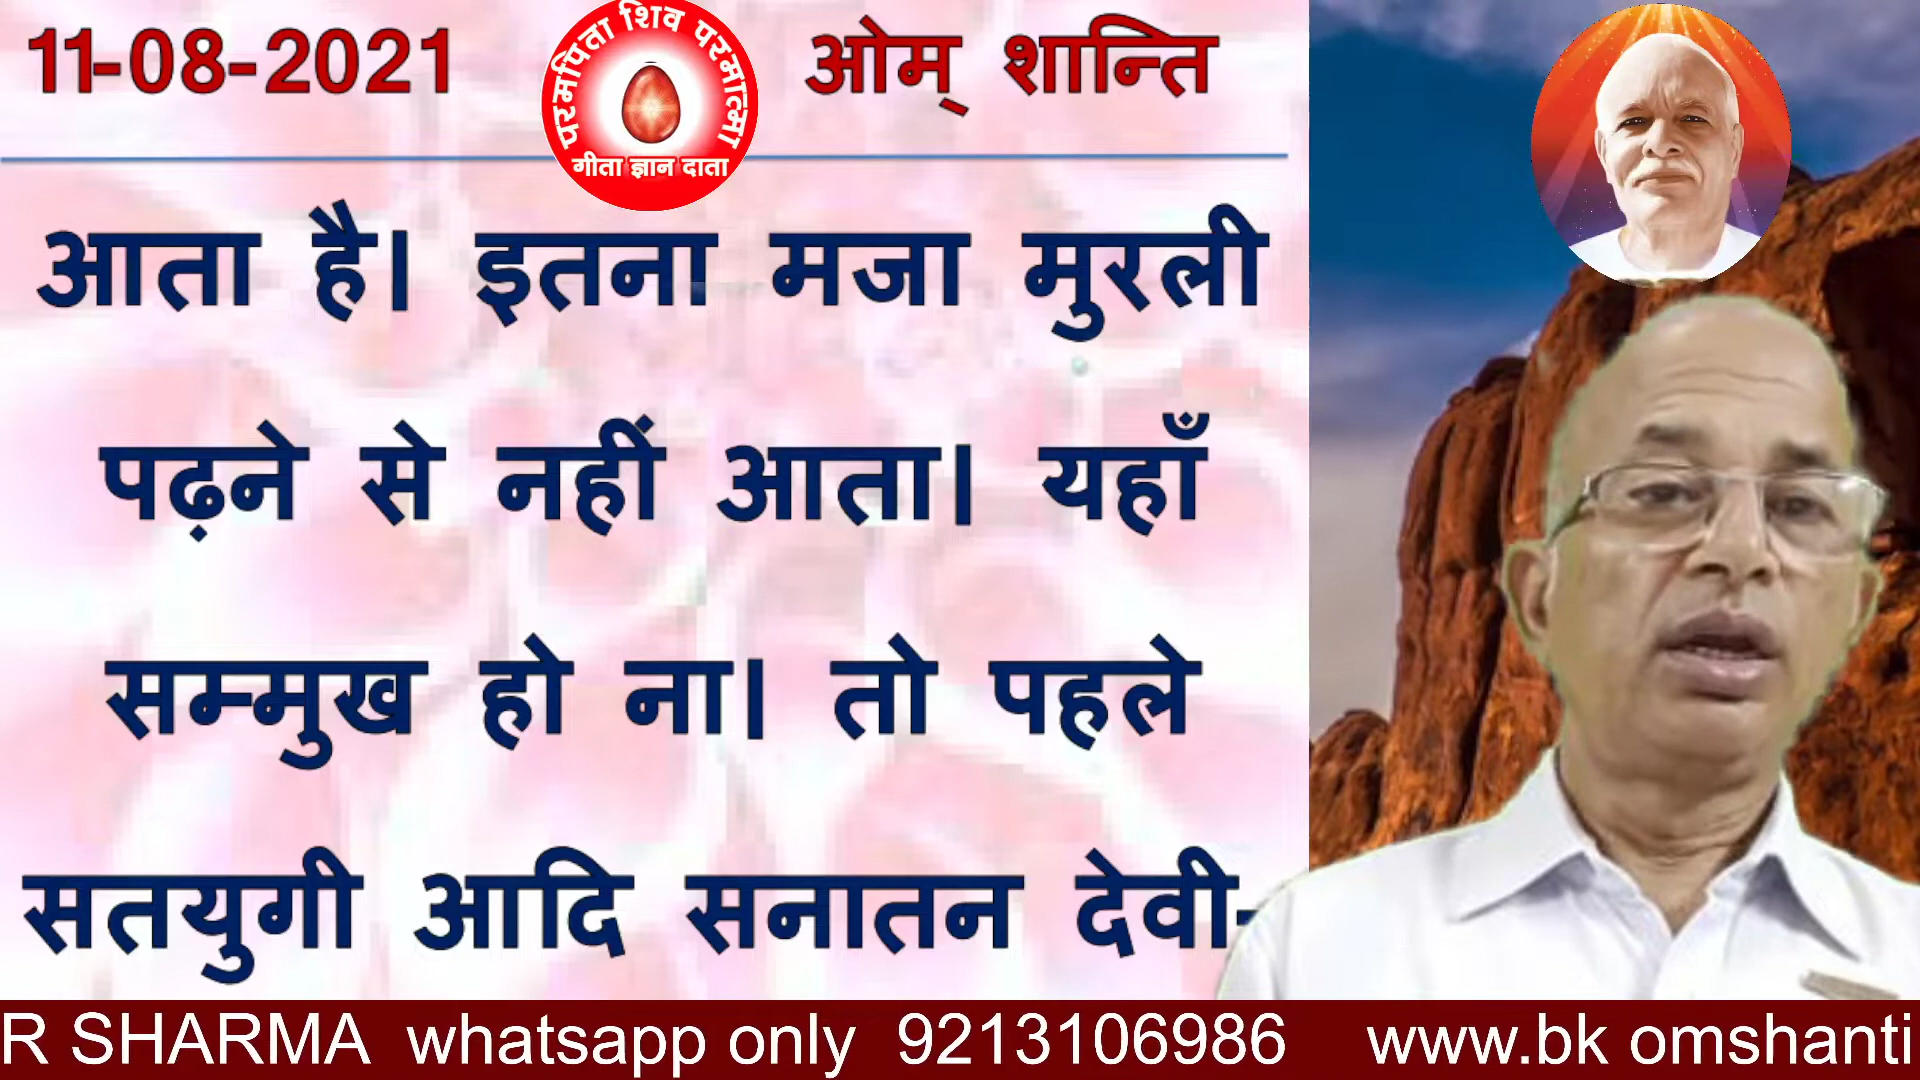 11-08-2021
परमपिता शिव परमात्मा
गीता ज्ञान दाता
ओम् शान्ति
आता है। इतना मजा मुरली
पढ़ने से नहीं आता। यहाँ
सम्मुख हो ना। तो पहले
सतयुगी आदि सनातन देवी-
R SHARMA whatsapp only 9213106986 www.bk omshanti